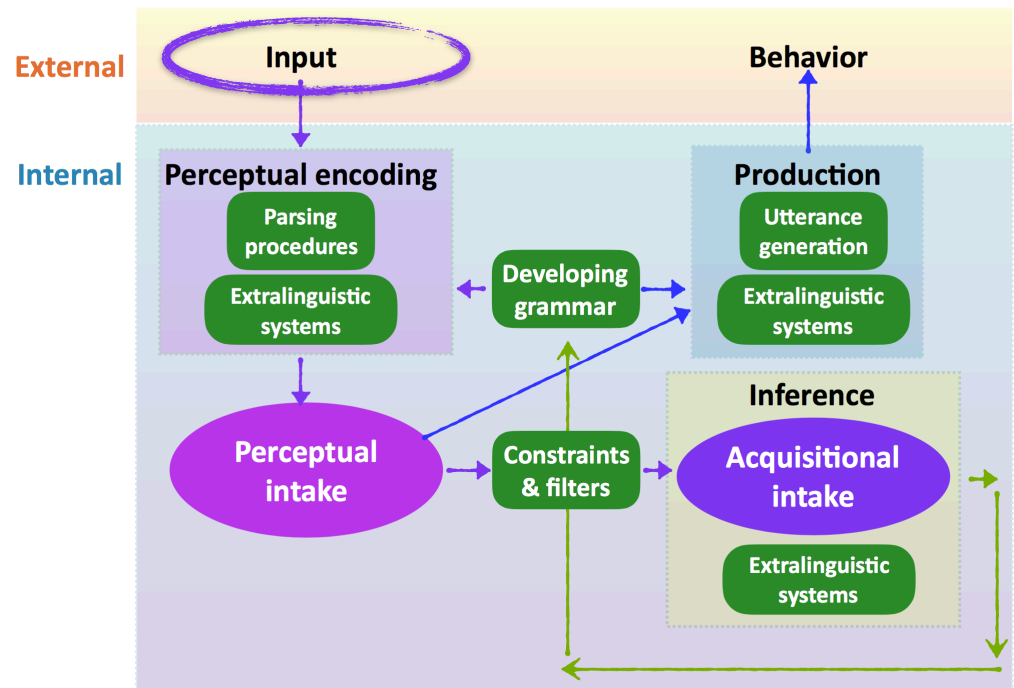 External
Input
Behavior
Internal
Perceptual encoding
Parsing
procedures
Extralinguistic
systems
Developing
grammar
Production
Utterance
generation
Extralinguistic
systems
Perceptual
intake
Constraints
& filters
Inference
Acquisitional
intake
Extralinguistic
systems